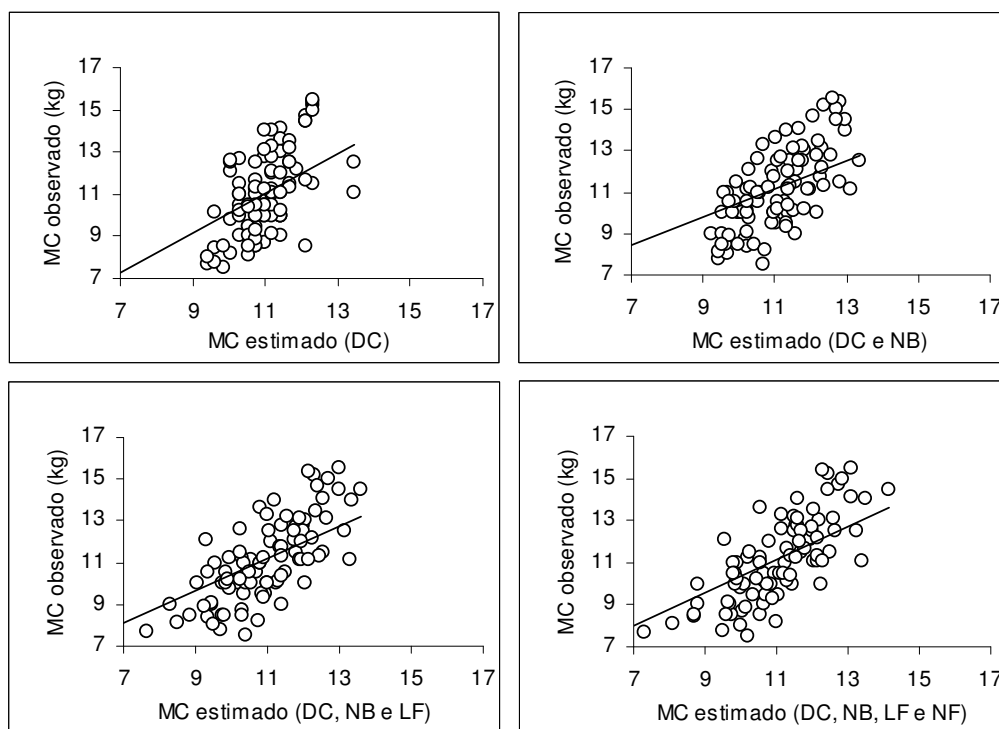 MC observado (kg)
17
15
13
11
9
7
7 9 11 13 15 17
MC estimado (DC)
MC observado (kg)
17
15
13
11
9
7
7 9 11 13 15 17
MC estimado (DC e NB)
MC observado (kg)
17
15
13
11
9
7
7 9 11 13 15 17
MC estimado (DC, NB e LF)
MC observado (kg)
17
15
13
11
9
7
7 9 11 13 15 17
MC estimado (DC, NB, LF e NF)